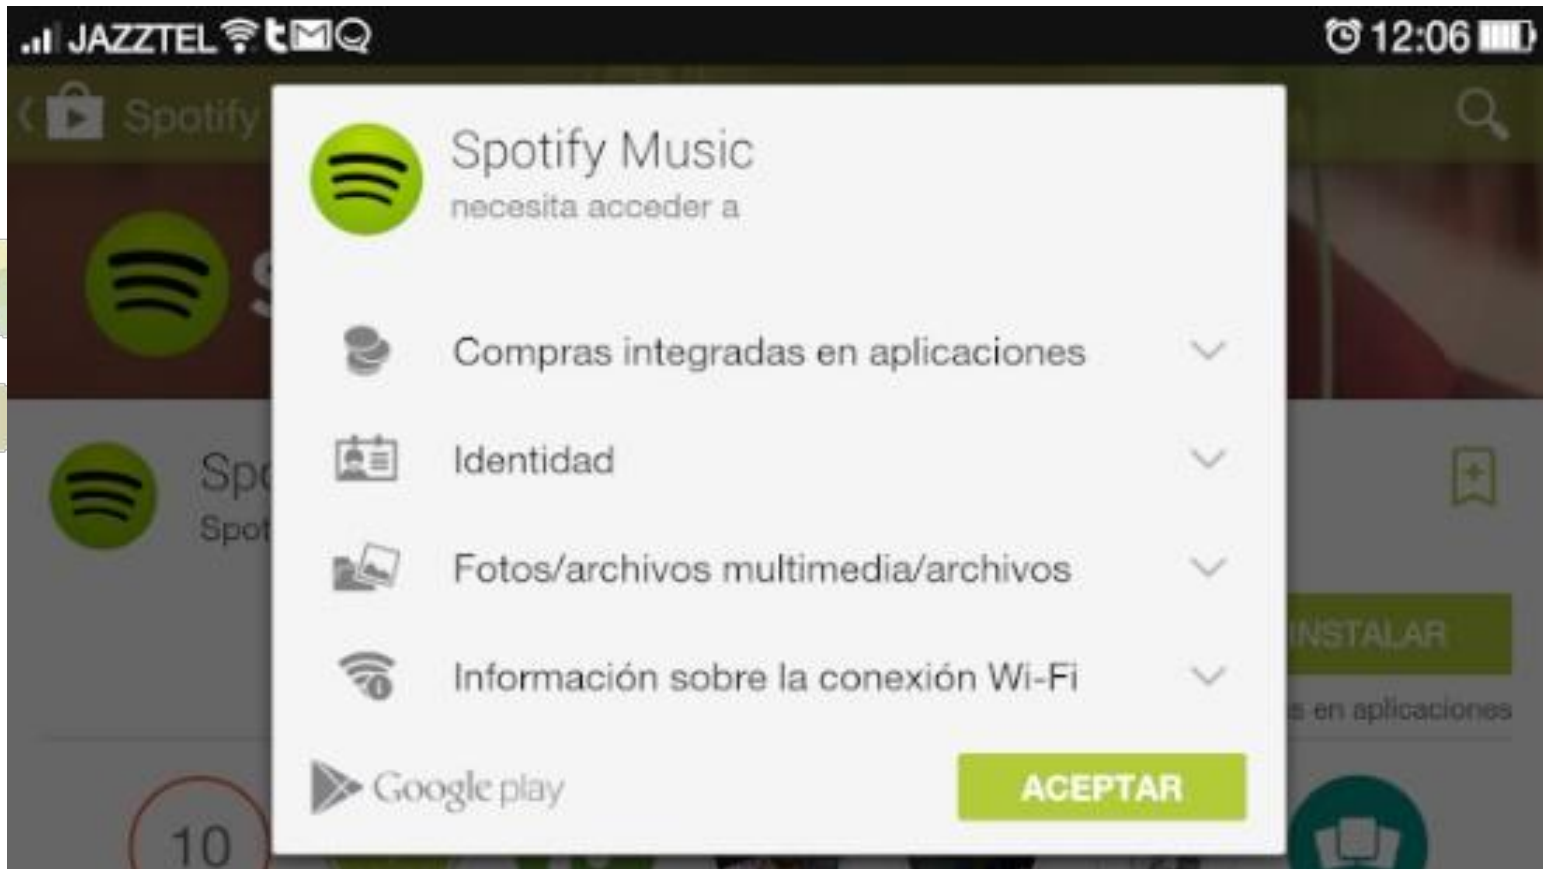 JAZZTEL 12:06
Spotify
Spotify Music
necesita acceder a
Compras integradas en aplicaciones
Identidad
Fotos/archivos multimedia/archivos
Información sobre la conexión Wi-Fi
Google play
ACEPTAR
INSTALAR
en aplicaciones
10